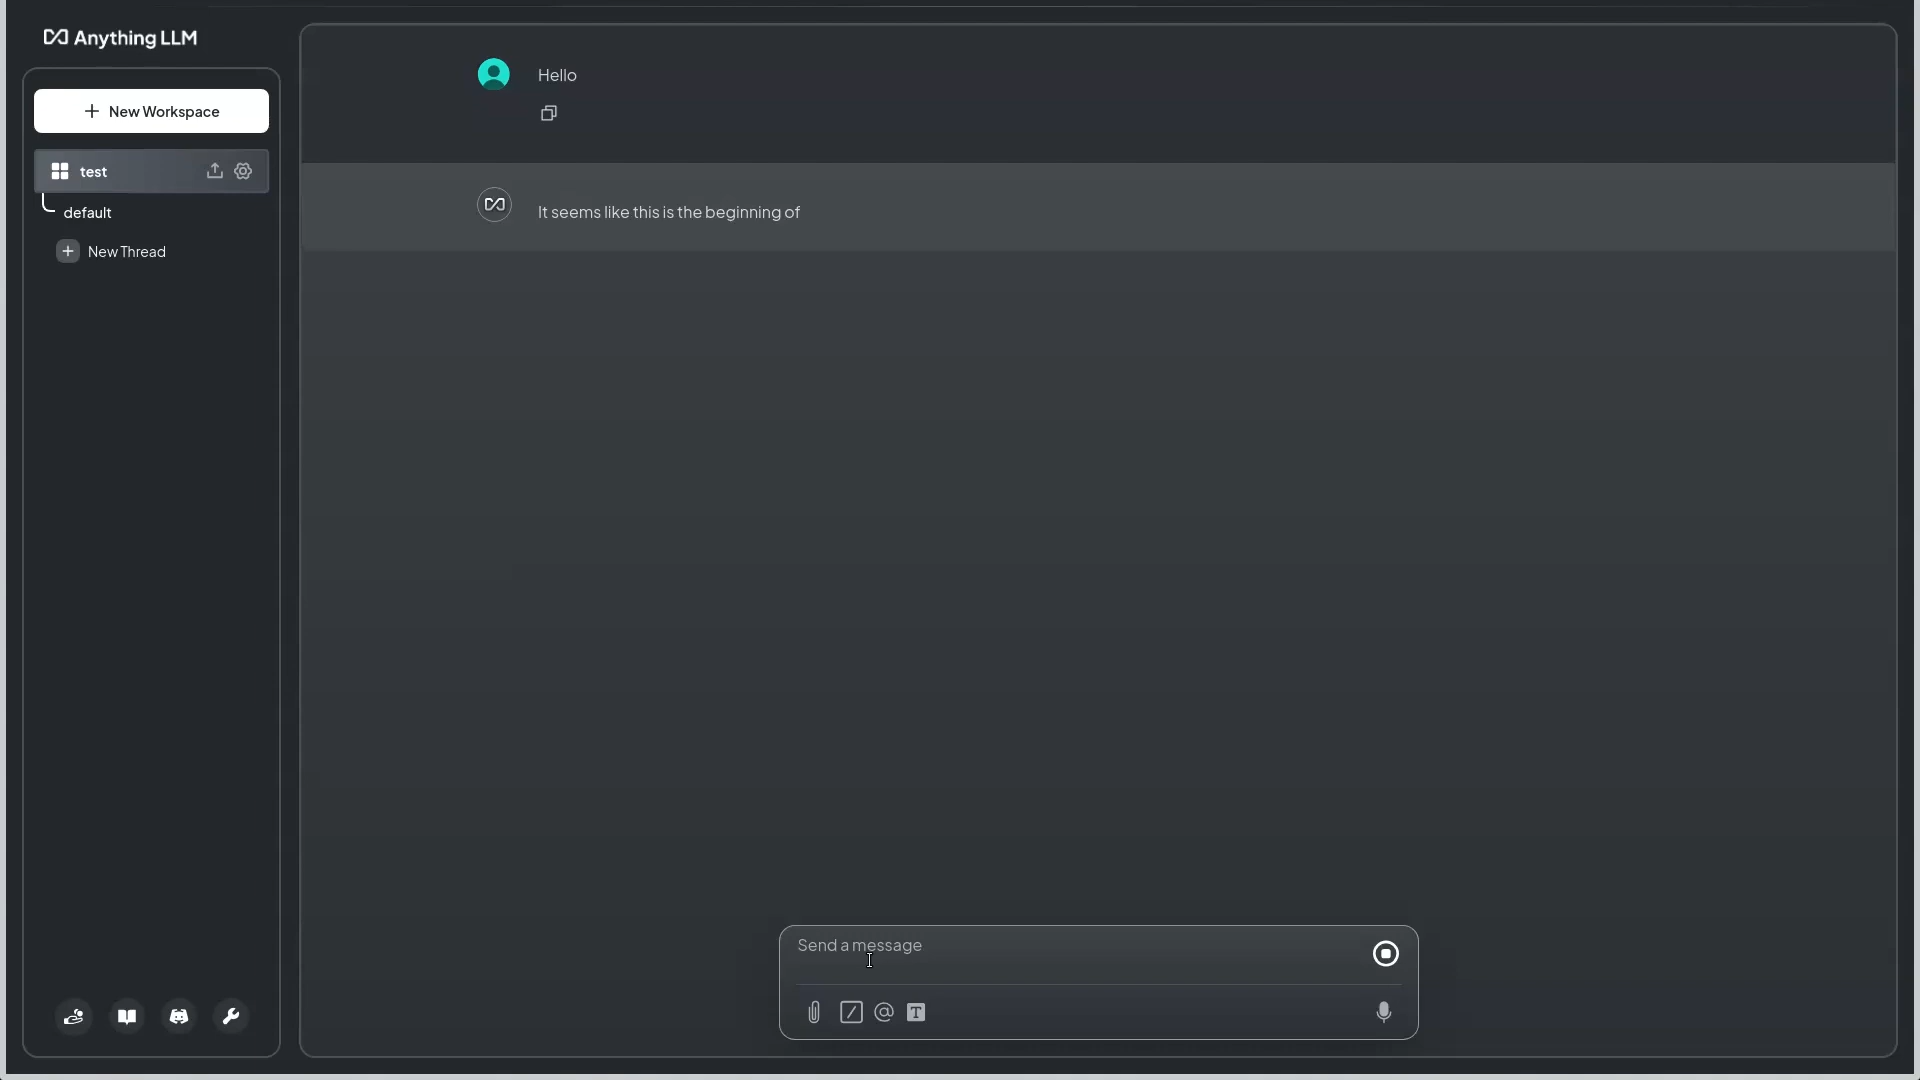 Anything LLM
New Workspace
test
default
New Thread
Hello
It seems like this is the beginning of
Send a message